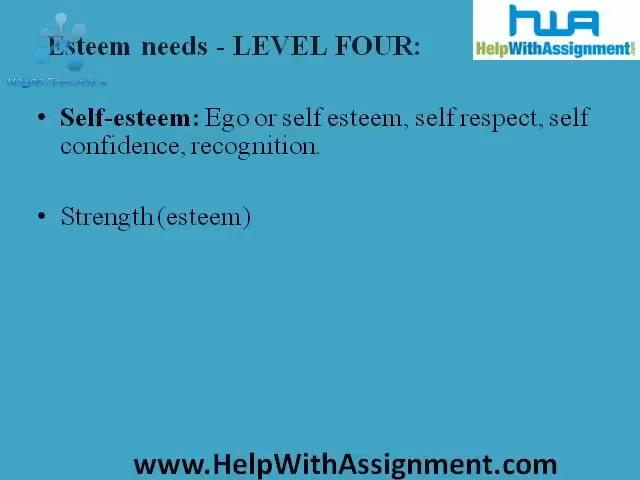 Esteem needs - LEVEL FOUR:
hwa
HelpWithAssignment
• Self-esteem: Ego or self esteem, self respect, self
confidence, recognition.
• Strength (esteem)
www.HelpWithAssignment.com